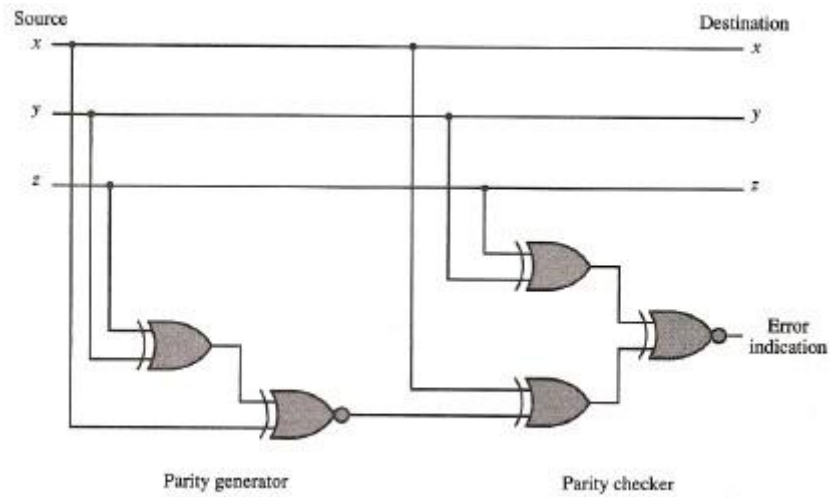 Source
Destination
x
x
y
y
z
z
Error
indication
Parity generator
Parity checker